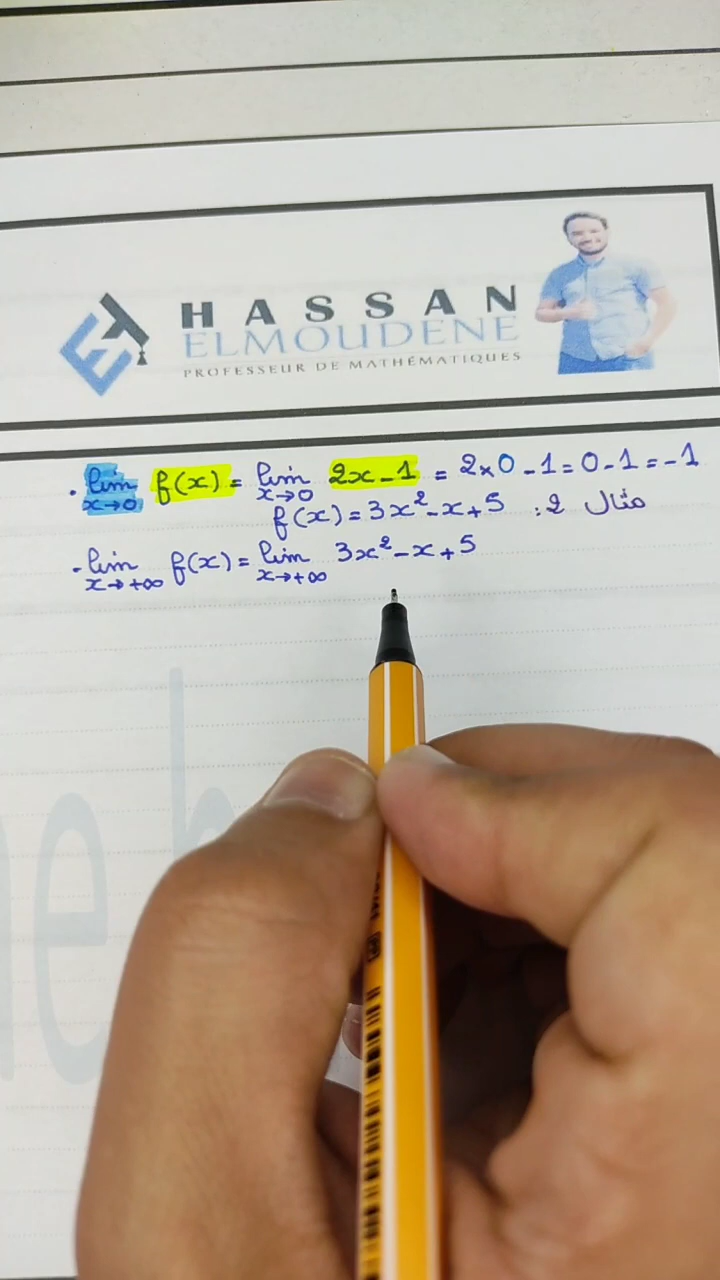 HASSAN
ELMOUDENE
PROFESSEUR DE MATHÉMATIQUES
. lim f(x) = lim 2x-1 = 2×0-1=0-1=-1
x→0 x→0
f(x)=3x²-x+5 :2 مثال
. lim f(x)= lim 3x²-x+5
x→+∞ x→+∞